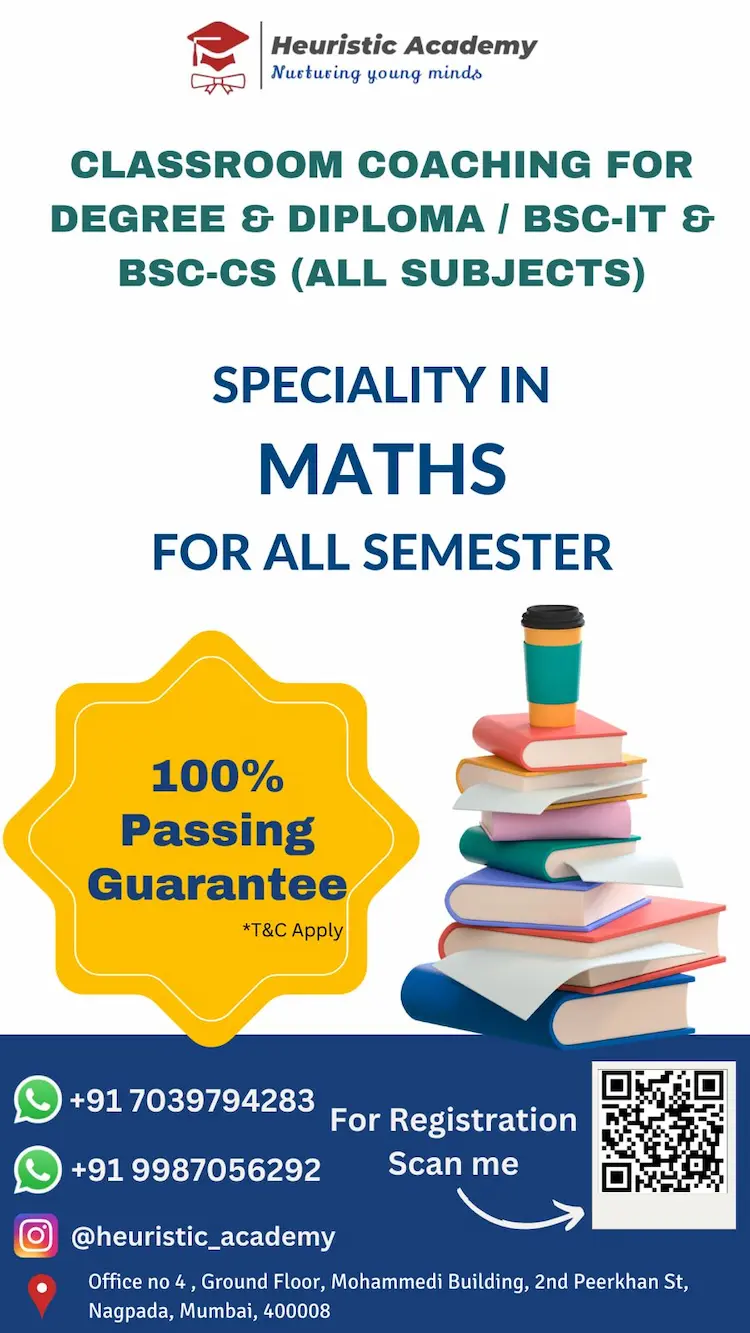 Heuristic Academy
Nurturing young minds
CLASSROOM COACHING FOR
DEGREE & DIPLOMA / BSC-IT &
BSC-CS (ALL SUBJECTS)
SPECIALITY IN
MATHS
FOR ALL SEMESTER
100%
Passing
Guarantee
*T&C Apply
+91 7039794283
+91 9987056292
@heuristic_academy
For Registration
Scan me
Office no 4 , Ground Floor, Mohammedi Building, 2nd Peerkhan St,
Nagpada, Mumbai, 400008